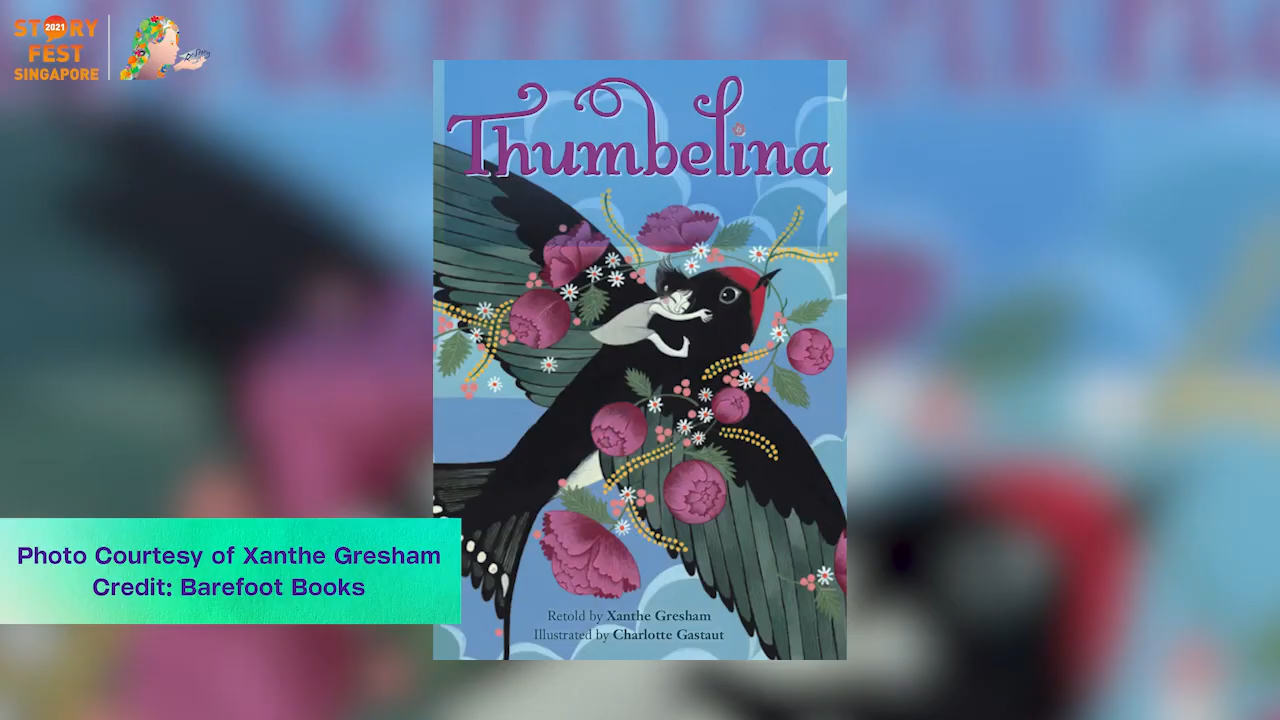 STORY
2021
FEST
SINGAPORE
Thumbelina
Photo Courtesy of Xanthe Gresham
Credit: Barefoot Books
Retold by Xanthe Gresham
Illustrated by Charlotte Gastaut